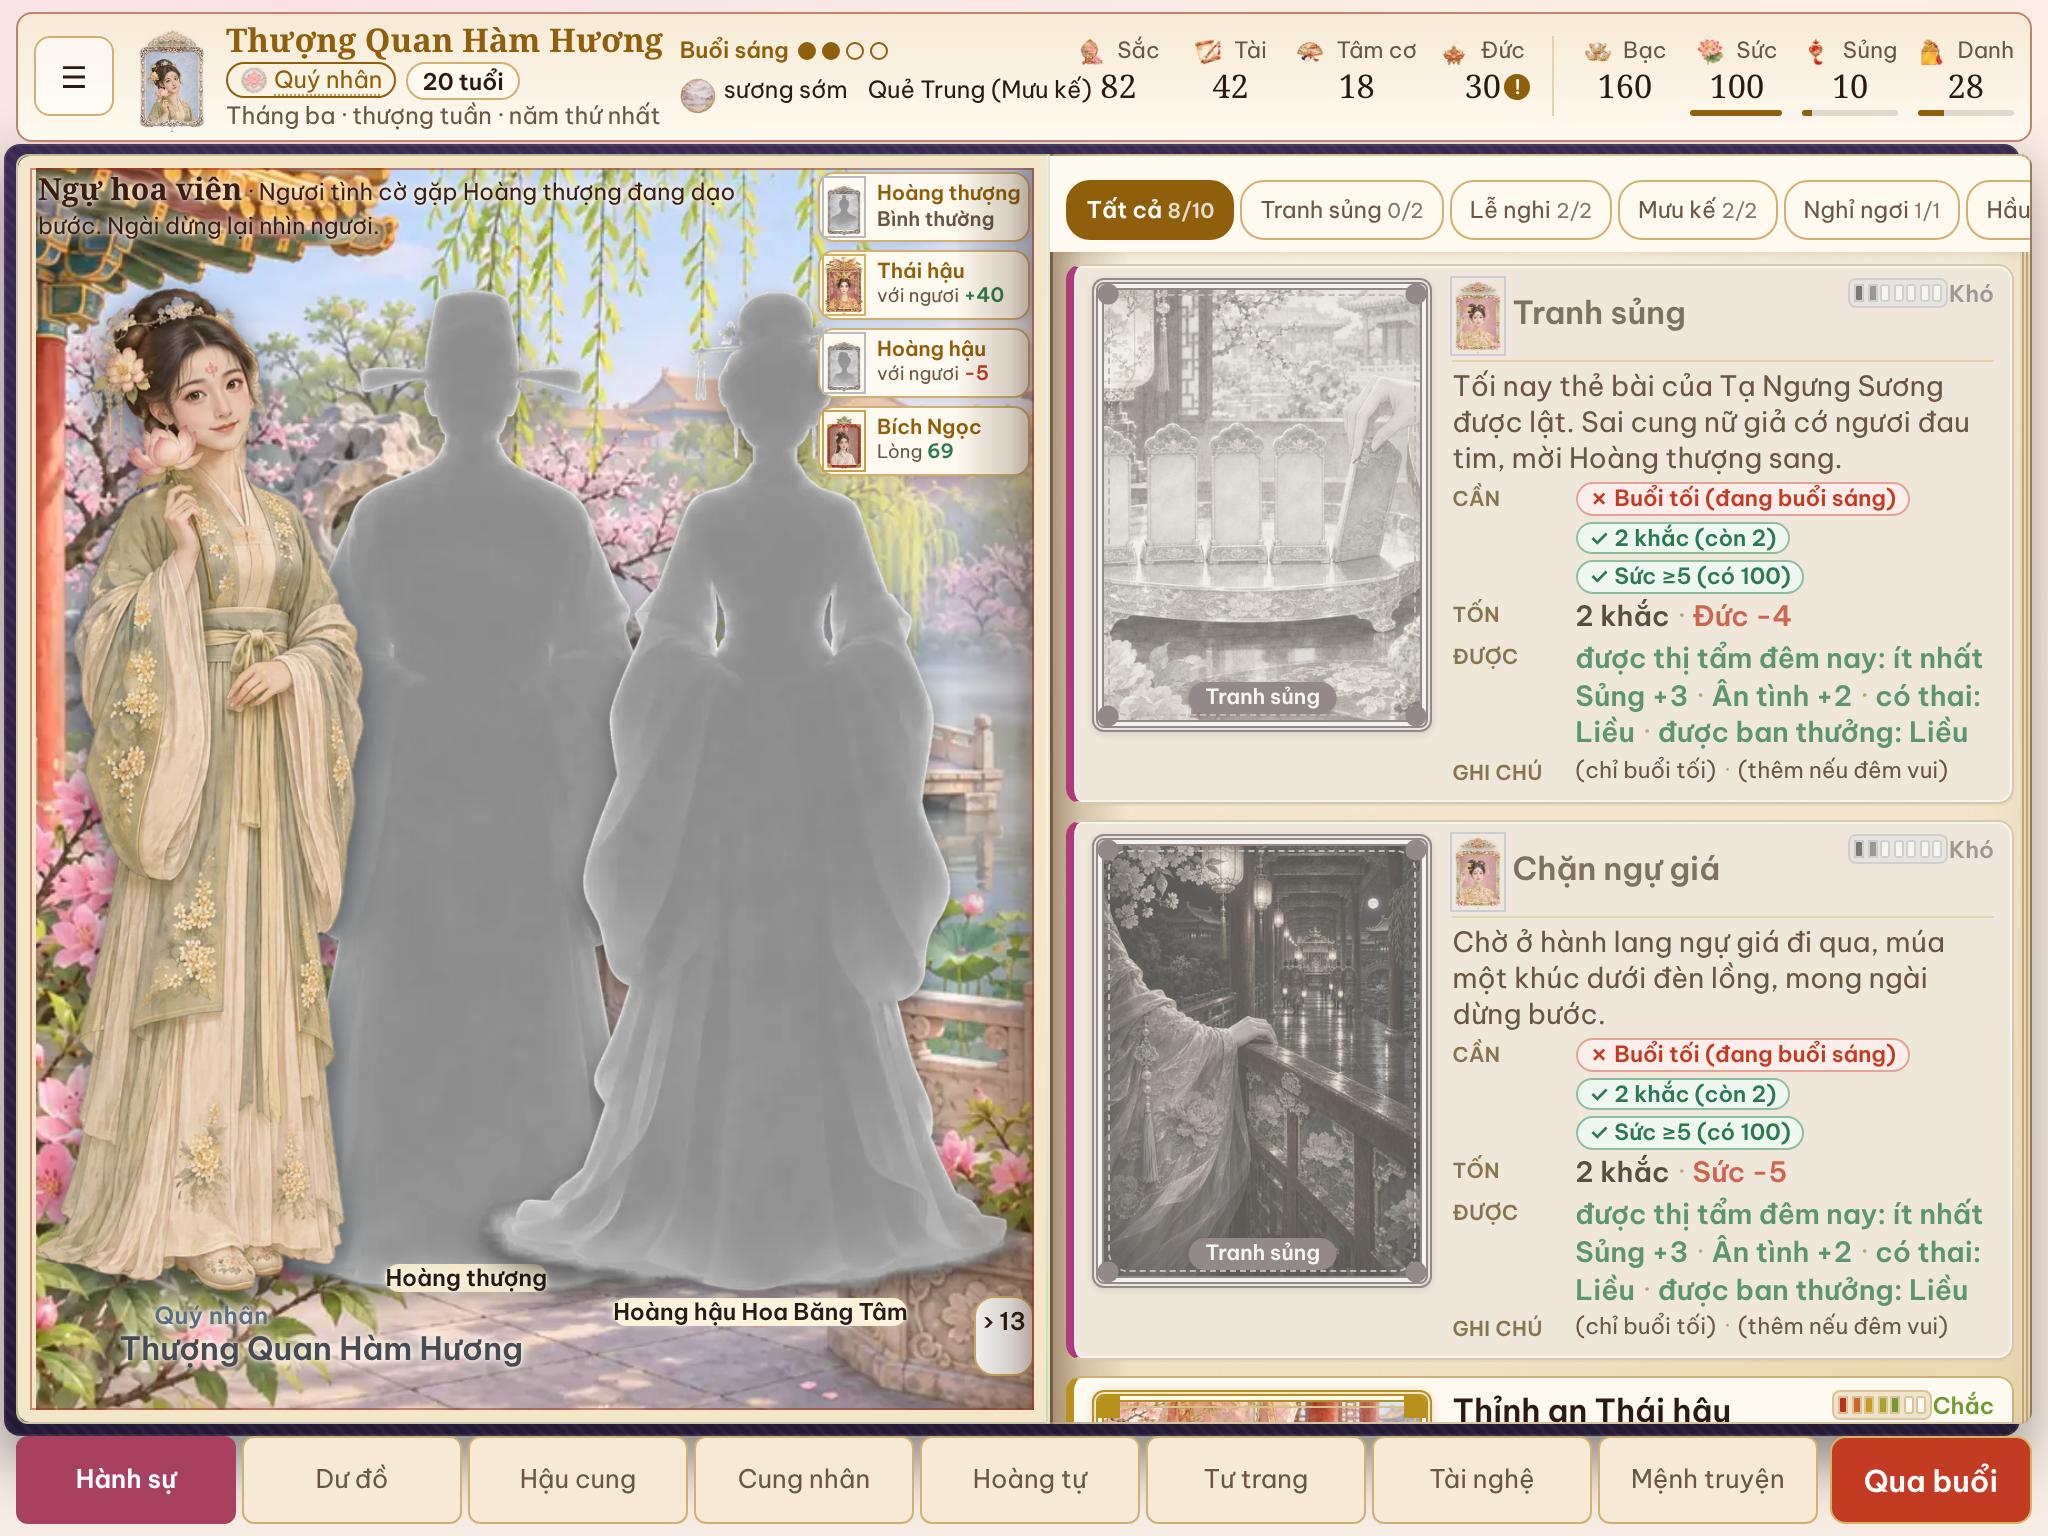 ☰
Thượng Quan Hàm Hương
Quý nhân
20 tuổi
Tháng ba · thượng tuần · năm thứ nhất
Buổi sáng
sương sớm Quẻ Trung (Mưu kế)
Sắc 82
Tài 42
Tâm cơ 18
Đức 30 !
Bạc 160
Sức 100
Sủng 10
Danh 28
Ngự hoa viên · Ngươi tình cờ gặp Hoàng thượng đang dạo
bước. Ngài dừng lại nhìn ngươi.
Hoàng thượng
Bình thường
Thái hậu
với ngươi +40
Hoàng hậu
với ngươi -5
Bích Ngọc
Lòng 69
Hoàng thượng
Hoàng hậu Hoa Băng Tâm
Quý nhân
Thượng Quan Hàm Hương
› 13
Tất cả 8/10
Tranh sủng 0/2
Lễ nghi 2/2
Mưu kế 2/2
Nghỉ ngơi 1/1
Hầu
Tranh sủng
Tranh sủng
Khó
Tối nay thẻ bài của Tạ Ngưng Sương
được lật. Sai cung nữ giả cớ ngươi đau
tim, mời Hoàng thượng sang.
CẦN
× Buổi tối (đang buổi sáng)
✓ 2 khắc (còn 2)
✓ Sức ≥5 (có 100)
TỐN
2 khắc · Đức -4
ĐƯỢC
được thị tẩm đêm nay: ít nhất
Sủng +3 · Ân tình +2 · có thai:
Liều · được ban thưởng: Liều
GHI CHÚ
(chỉ buổi tối) · (thêm nếu đêm vui)
Tranh sủng
Chặn ngự giá
Khó
Chờ ở hành lang ngự giá đi qua, múa
một khúc dưới đèn lồng, mong ngài
dừng bước.
CẦN
× Buổi tối (đang buổi sáng)
✓ 2 khắc (còn 2)
✓ Sức ≥5 (có 100)
TỐN
2 khắc · Sức -5
ĐƯỢC
được thị tẩm đêm nay: ít nhất
Sủng +3 · Ân tình +2 · có thai:
Liều · được ban thưởng: Liều
GHI CHÚ
(chỉ buổi tối) · (thêm nếu đêm vui)
Thỉnh an Thái hậu
Chắc
Hành sự
Dư đồ
Hậu cung
Cung nhân
Hoàng tự
Tư trang
Tài nghệ
Mệnh truyện
Qua buổi